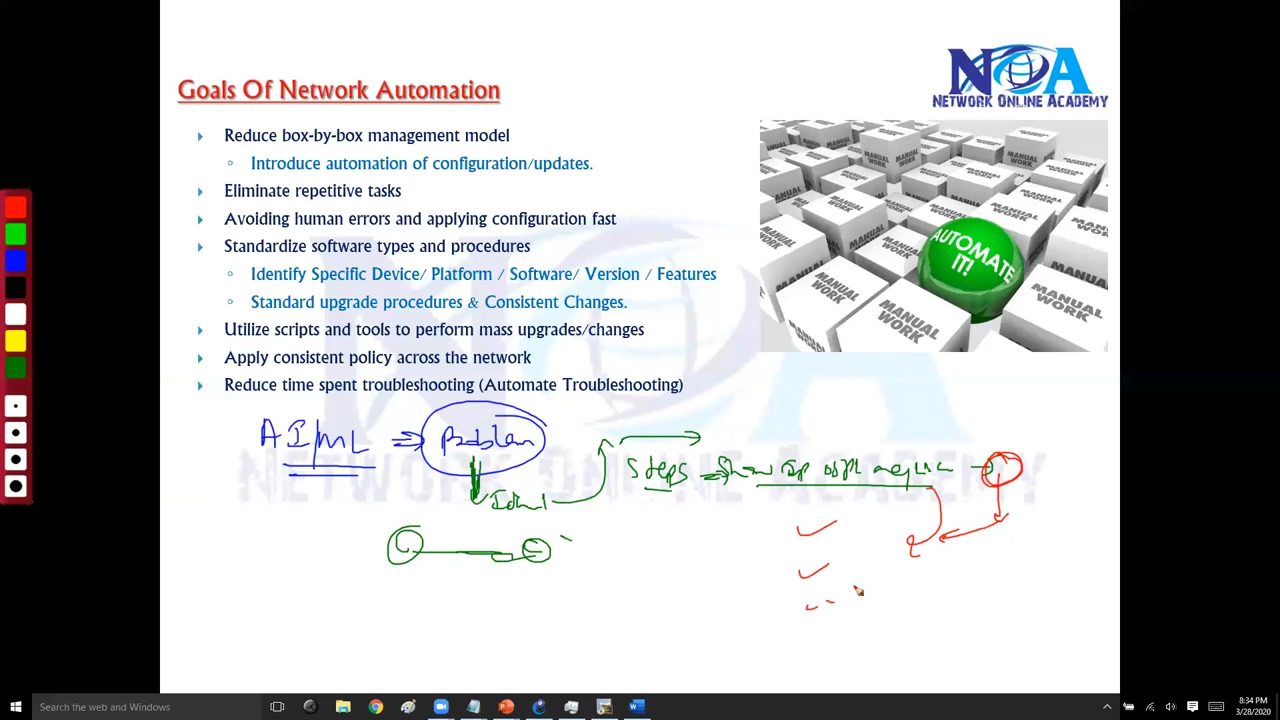 NOA
NETWORK ONLINE ACADEMY
Goals Of Network Automation
Reduce box-by-box management model
Introduce automation of configuration/updates.
Eliminate repetitive tasks
Avoiding human errors and applying configuration fast
Standardize software types and procedures
Identify Specific Device/ Platform / Software/ Version / Features
Standard upgrade procedures & Consistent Changes.
Utilize scripts and tools to perform mass upgrades/changes
Apply consistent policy across the network
Reduce time spent troubleshooting (Automate Troubleshooting)
MANUAL WORK
AUTOMATE IT!
AI/ML ⇒ Problem
Steps ⇒ Show
Search the web and Windows
8:34 PM
3/28/2020